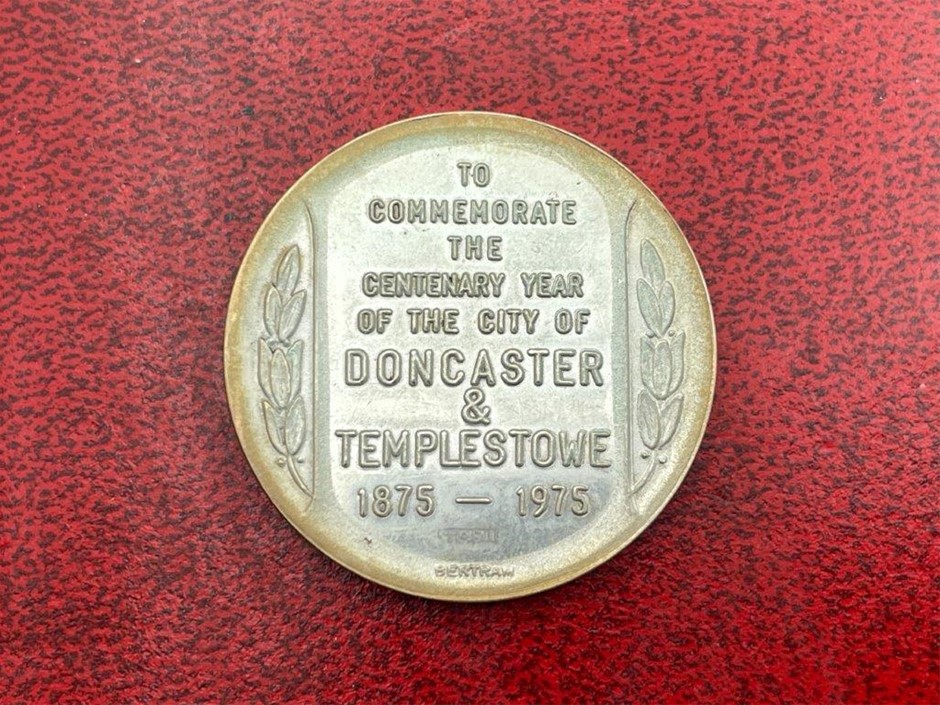 TO
COMMEMORATE
THE
CENTENARY YEAR
OF THE CITY OF
DONCASTER
&
TEMPLESTOWE
1875 — 1975
BERTRAM